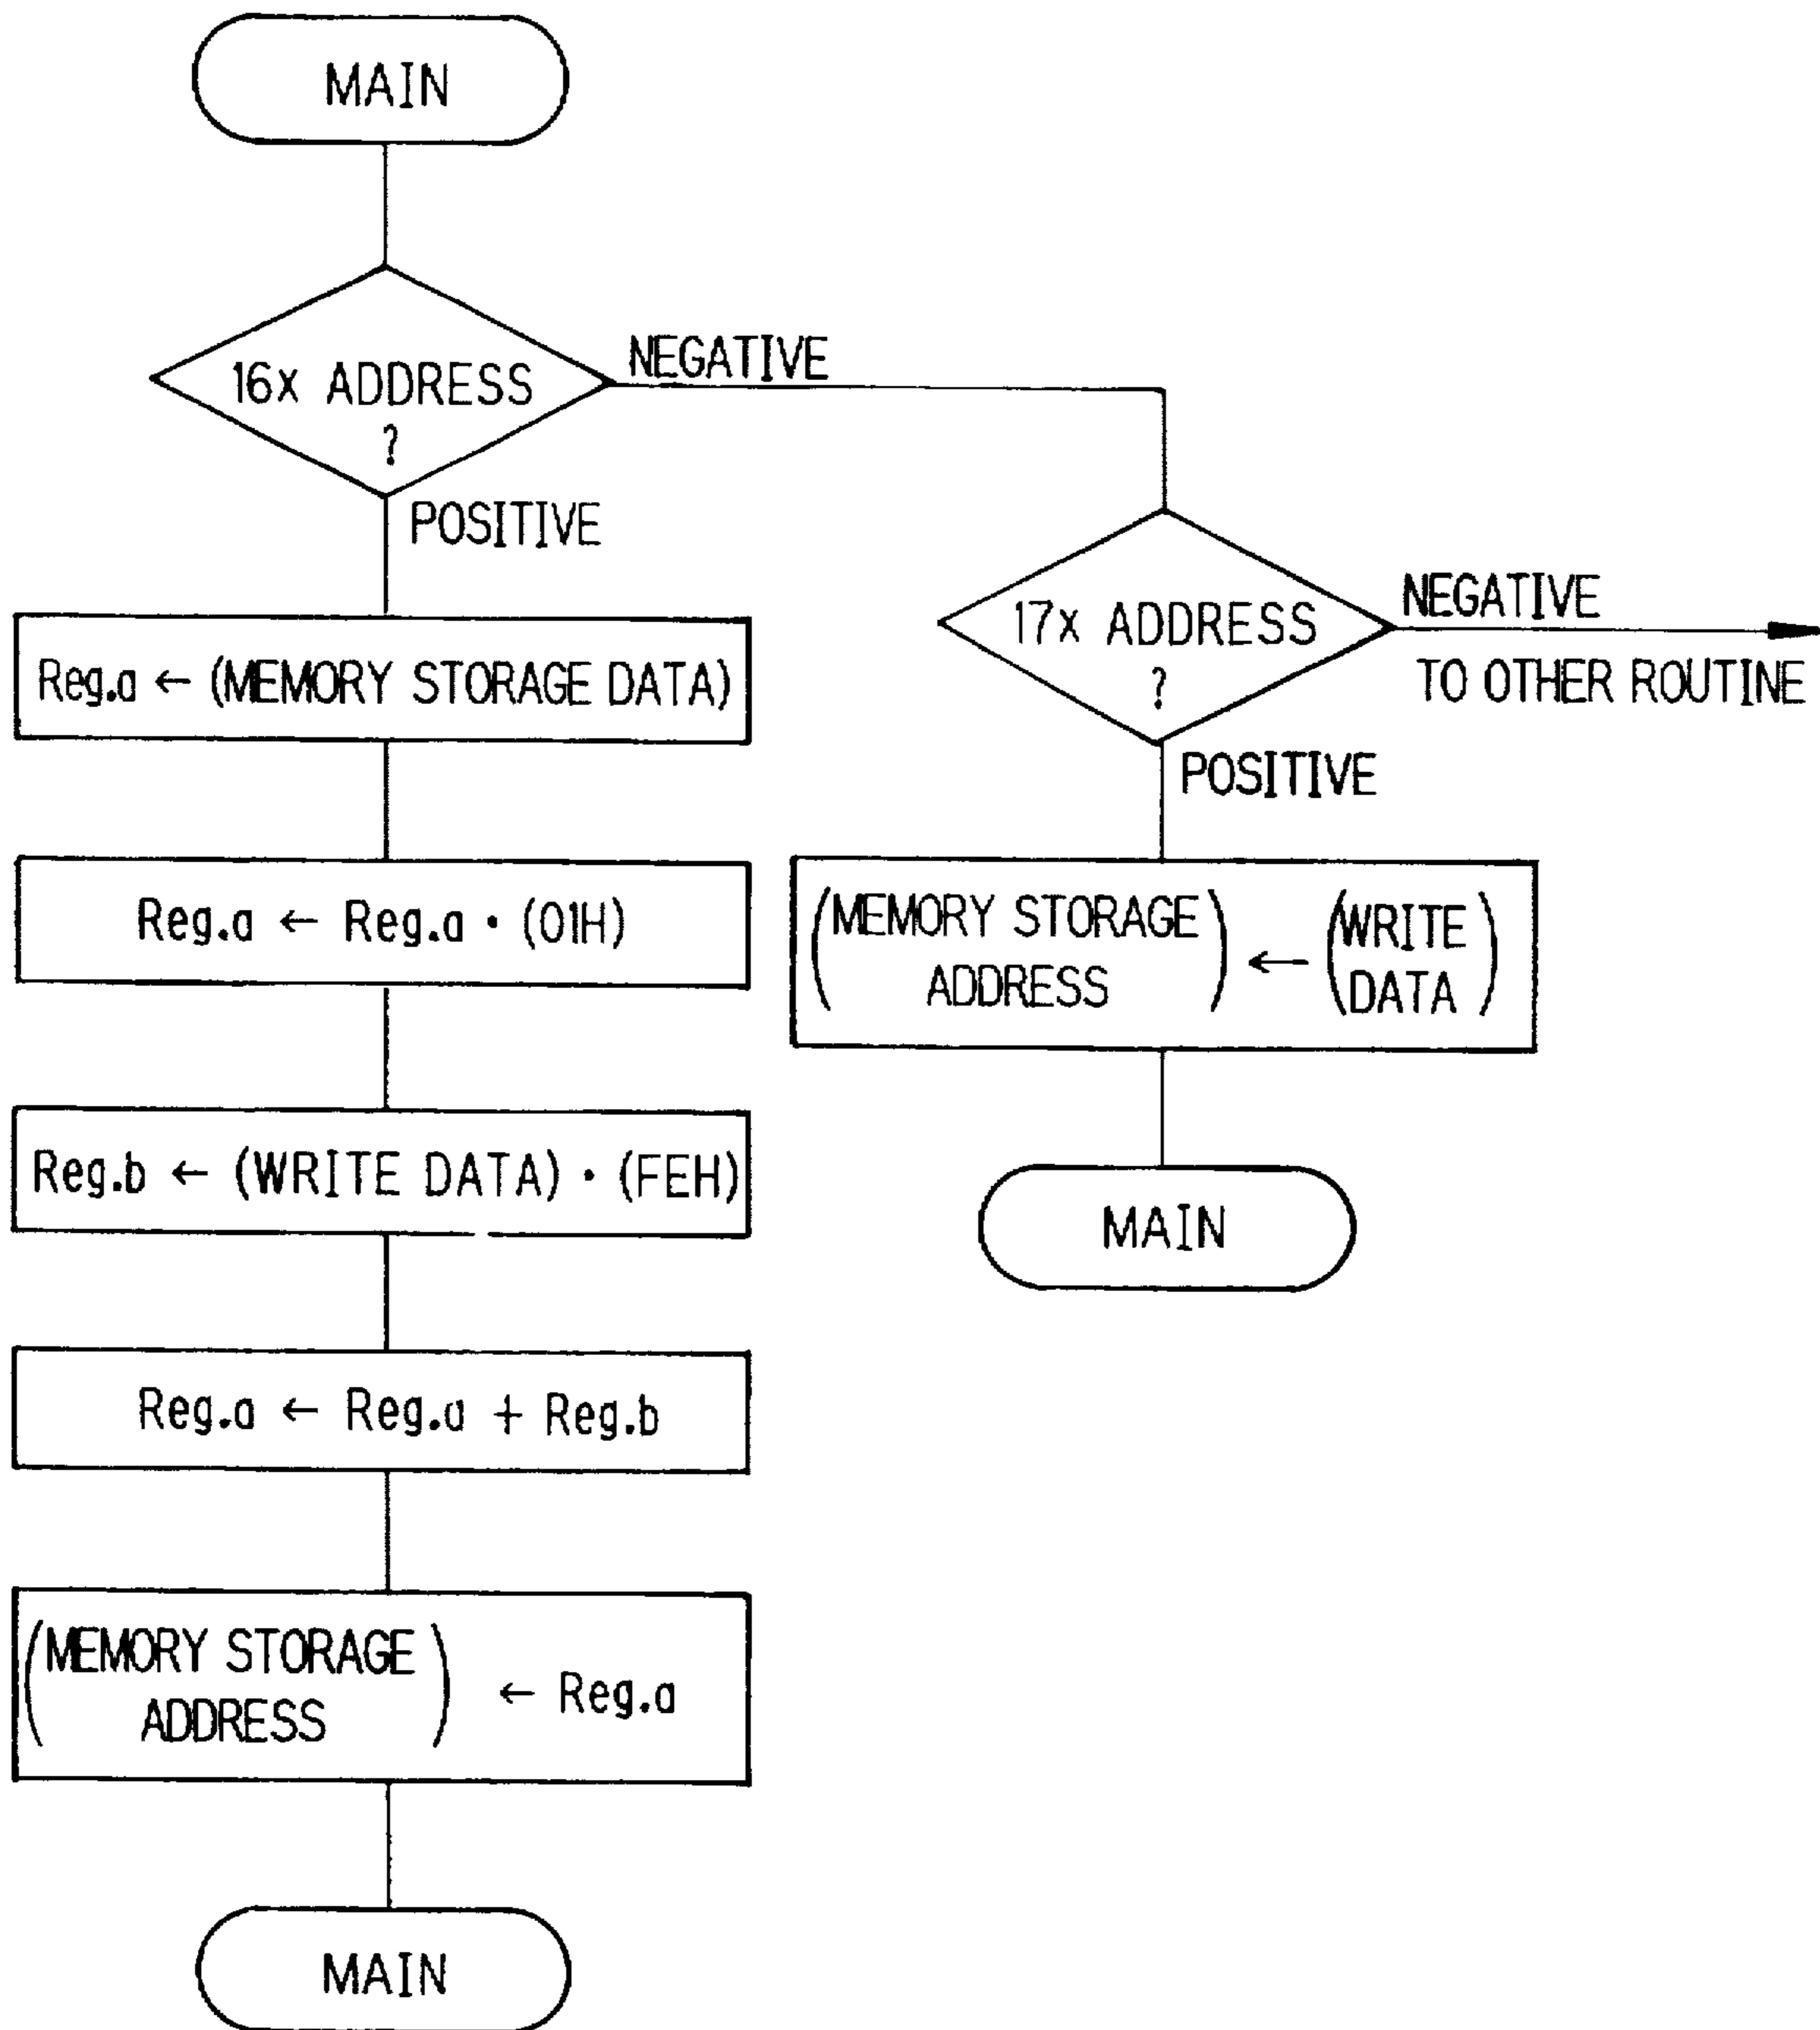 MAIN
16x ADDRESS
?
NEGATIVE
POSITIVE
Reg.a ← (MEMORY STORAGE DATA)
Reg.a ← Reg.a · (01H)
Reg.b ← (WRITE DATA) · (FEH)
Reg.a ← Reg.a + Reg.b
(MEMORY STORAGE
ADDRESS) ← Reg.a
MAIN
17x ADDRESS
?
NEGATIVE
TO OTHER ROUTINE
POSITIVE
(MEMORY STORAGE
ADDRESS) ← (WRITE
DATA)
MAIN